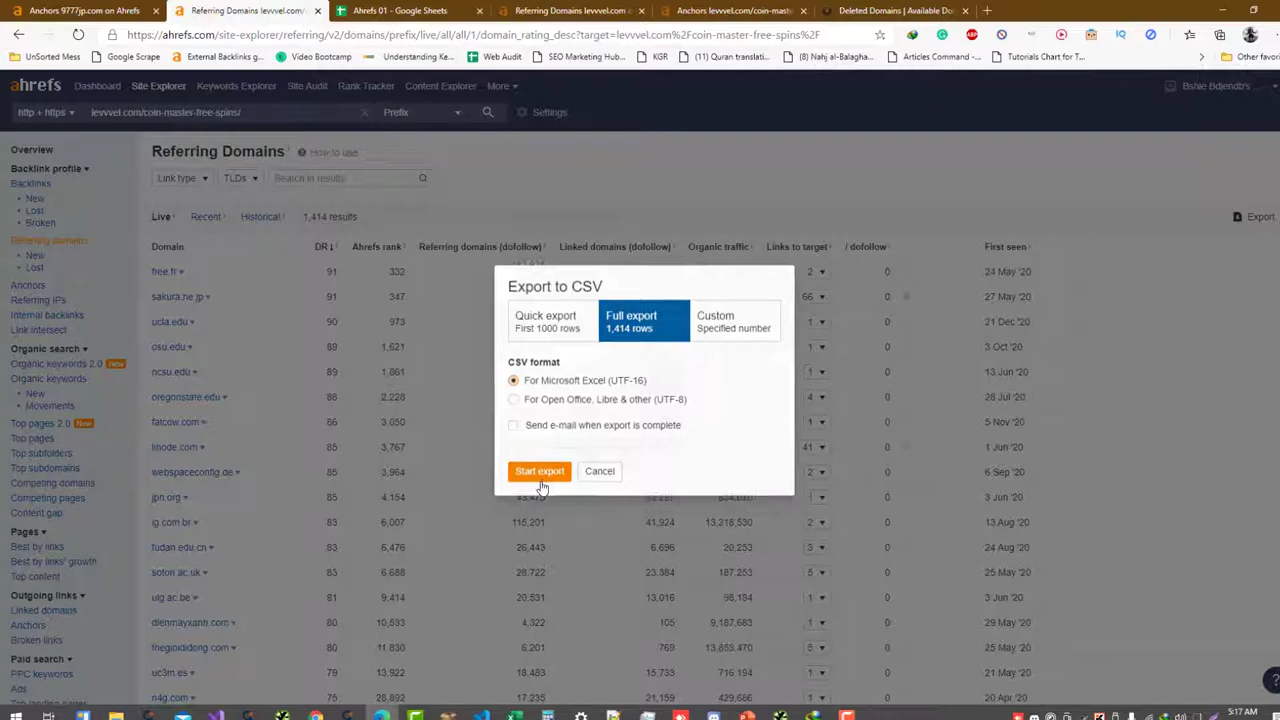 Anchors 9777jp.com on Ahrefs
Referring Domains levvvel.com/
Ahrefs 01 - Google Sheets
Referring Domains levvvel.com
Anchors levvvel.com/coin-master
Deleted Domains | Available Do
https://ahrefs.com/site-explorer/referring/v2/domains/prefix/live/all/all/1/domain_rating_desc?target=levvvel.com%2Fcoin-master-free-spins%2F
UnSorted Mess
Google Scrape
External Backlinks g...
Video Bootcamp
Understanding Ke...
Web Audit
SEO Marketing Hub...
KGR
(11) Quran translati...
(8) Nahj al-Balagha...
Articles Command -...
Tutorials Chart for T...
Other favor
ahrefs Dashboard Site Explorer Keywords Explorer Site Audit Rank Tracker Content Explorer More
Bshie Bdjendb's ...
http + https levvvel.com/coin-master-free-spins/ Prefix Settings
Overview
Backlink profile
Backlinks
• New
• Lost
• Broken
Referring domains
• New
• Lost
Anchors
Referring IPs
Internal backlinks
Link intersect
Organic search
Organic keywords 2.0 New
Organic keywords
• New
• Movements
Top pages 2.0 New
Top pages
Top subfolders
Top subdomains
Competing domains
Competing pages
Content gap
Pages
Best by links
Best by links' growth
Top content
Outgoing links
Linked domains
Anchors
Broken links
Paid search
PPC keywords
Ads
Referring Domains How to use
Link type TLDs Search in results
Live Recent Historical 1,414 results Export
Domain DR Ahrefs rank Referring domains (dofollow) Linked domains (dofollow) Organic traffic Links to target / dofollow First seen
free.fr 91 332 2 0 24 May '20
sakura.ne.jp 91 347 66 0 27 May '20
ucla.edu 90 973 1 0 21 Dec '20
osu.edu 89 1,621 1 0 3 Oct '20
ncsu.edu 89 1,861 1 0 13 Jun '20
oregonstate.edu 88 2,228 4 0 28 Jul '20
fatcow.com 86 3,050 1 0 5 Nov '20
linode.com 85 3,767 41 0 1 Jun '20
webspaceconfig.de 85 3,964 2 0 6 Sep '20
jpn.org 85 4,154 1 0 3 Jun '20
ig.com.br 83 6,007 115,201 41,924 13,218,530 2 0 13 Aug '20
fudan.edu.cn 83 6,476 26,443 6,696 20,253 3 0 24 Aug '20
soton.ac.uk 83 6,688 28,722 23,384 187,253 5 0 25 May '20
ulg.ac.be 81 9,414 20,531 13,016 98,184 1 0 3 Jun '20
dienmayxanh.com 80 10,533 4,322 105 9,187,683 1 0 29 May '20
thegioididong.com 80 11,830 6,201 769 13,853,470 6 0 25 May '20
uc3m.es 79 13,922 18,483 15,733 716,194 1 0 13 Jun '20
n4g.com 75 28,892 17,235 21,159 429,686 1 0 20 Apr '20
Export to CSV
Quick export
First 1000 rows
Full export
1,414 rows
Custom
Specified number
CSV format
For Microsoft Excel (UTF-16)
For Open Office, Libre & other (UTF-8)
Send e-mail when export is complete
Start export Cancel
5:17 AM